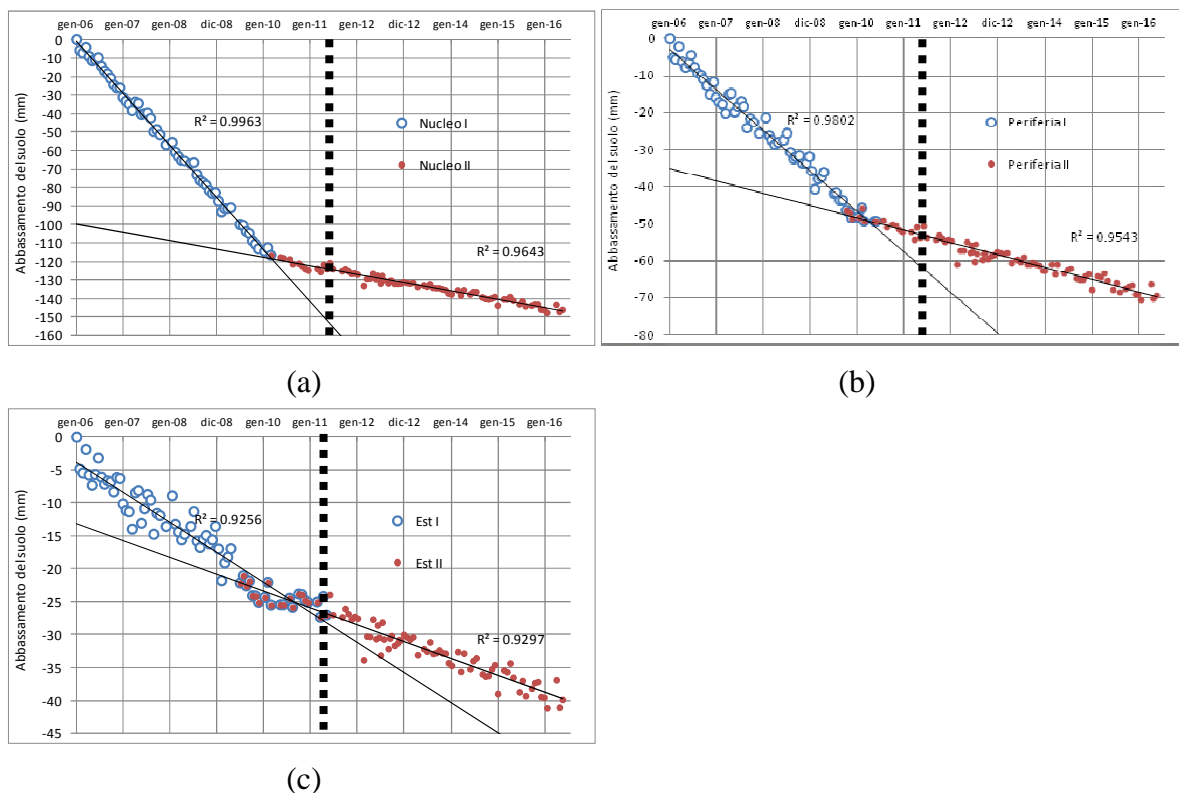 gen-06 gen-07 gen-08 dic-08 gen-10 gen-11 gen-12 dic-12 gen-14 gen-15 gen-16
0
-10
-20
-30
-40
-50
-60
-70
-80
-90
-100
-110
-120
-130
-140
-150
-160
Abbassamento del suolo (mm)
R² = 0.9963
Nucleo I
Nucleo II
R² = 0.9643
(a)
gen-06 gen-07 gen-08 dic-08 gen-10 gen-11 gen-12 dic-12 gen-14 gen-15 gen-16
0
-10
-20
-30
-40
-50
-60
-70
-80
Abbassamento del suolo (mm)
R² = 0.9802
Periferia I
Periferia II
R² = 0.9543
(b)
gen-06 gen-07 gen-08 dic-08 gen-10 gen-11 gen-12 dic-12 gen-14 gen-15 gen-16
0
-5
-10
-15
-20
-25
-30
-35
-40
-45
Abbassamento del suolo (mm)
R² = 0.9256
Est I
Est II
R² = 0.9297
(c)